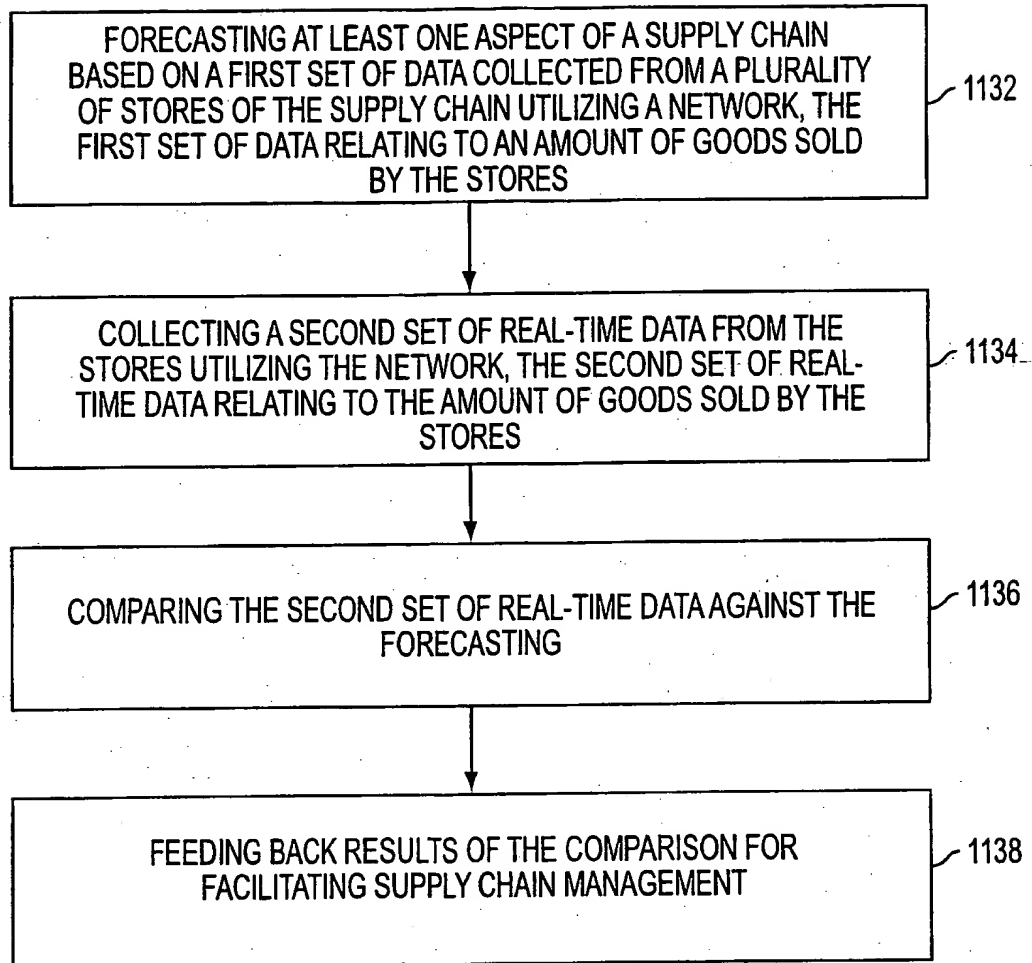 FORECASTING AT LEAST ONE ASPECT OF A SUPPLY CHAIN
BASED ON A FIRST SET OF DATA COLLECTED FROM A PLURALITY
OF STORES OF THE SUPPLY CHAIN UTILIZING A NETWORK, THE
FIRST SET OF DATA RELATING TO AN AMOUNT OF GOODS SOLD
BY THE STORES
1132
COLLECTING A SECOND SET OF REAL-TIME DATA FROM THE
STORES UTILIZING THE NETWORK, THE SECOND SET OF REAL-
TIME DATA RELATING TO THE AMOUNT OF GOODS SOLD BY THE
STORES
1134
COMPARING THE SECOND SET OF REAL-TIME DATA AGAINST THE
FORECASTING
1136
FEEDING BACK RESULTS OF THE COMPARISON FOR
FACILITATING SUPPLY CHAIN MANAGEMENT
1138